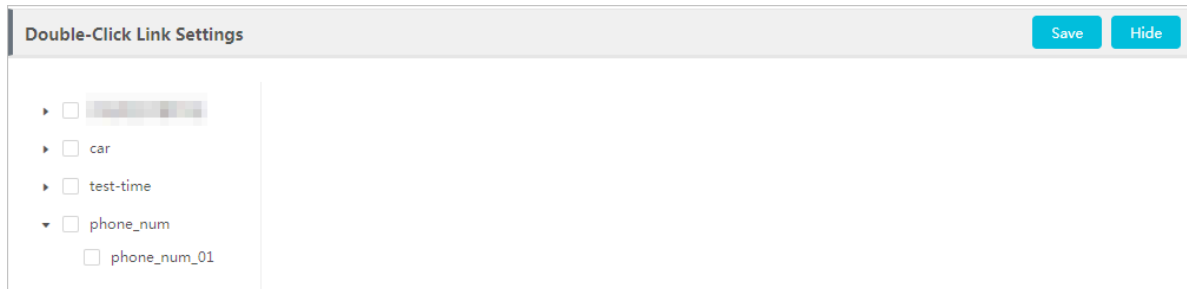 Double-Click Link Settings Save Hide
car
test-time
phone_num
phone_num_01